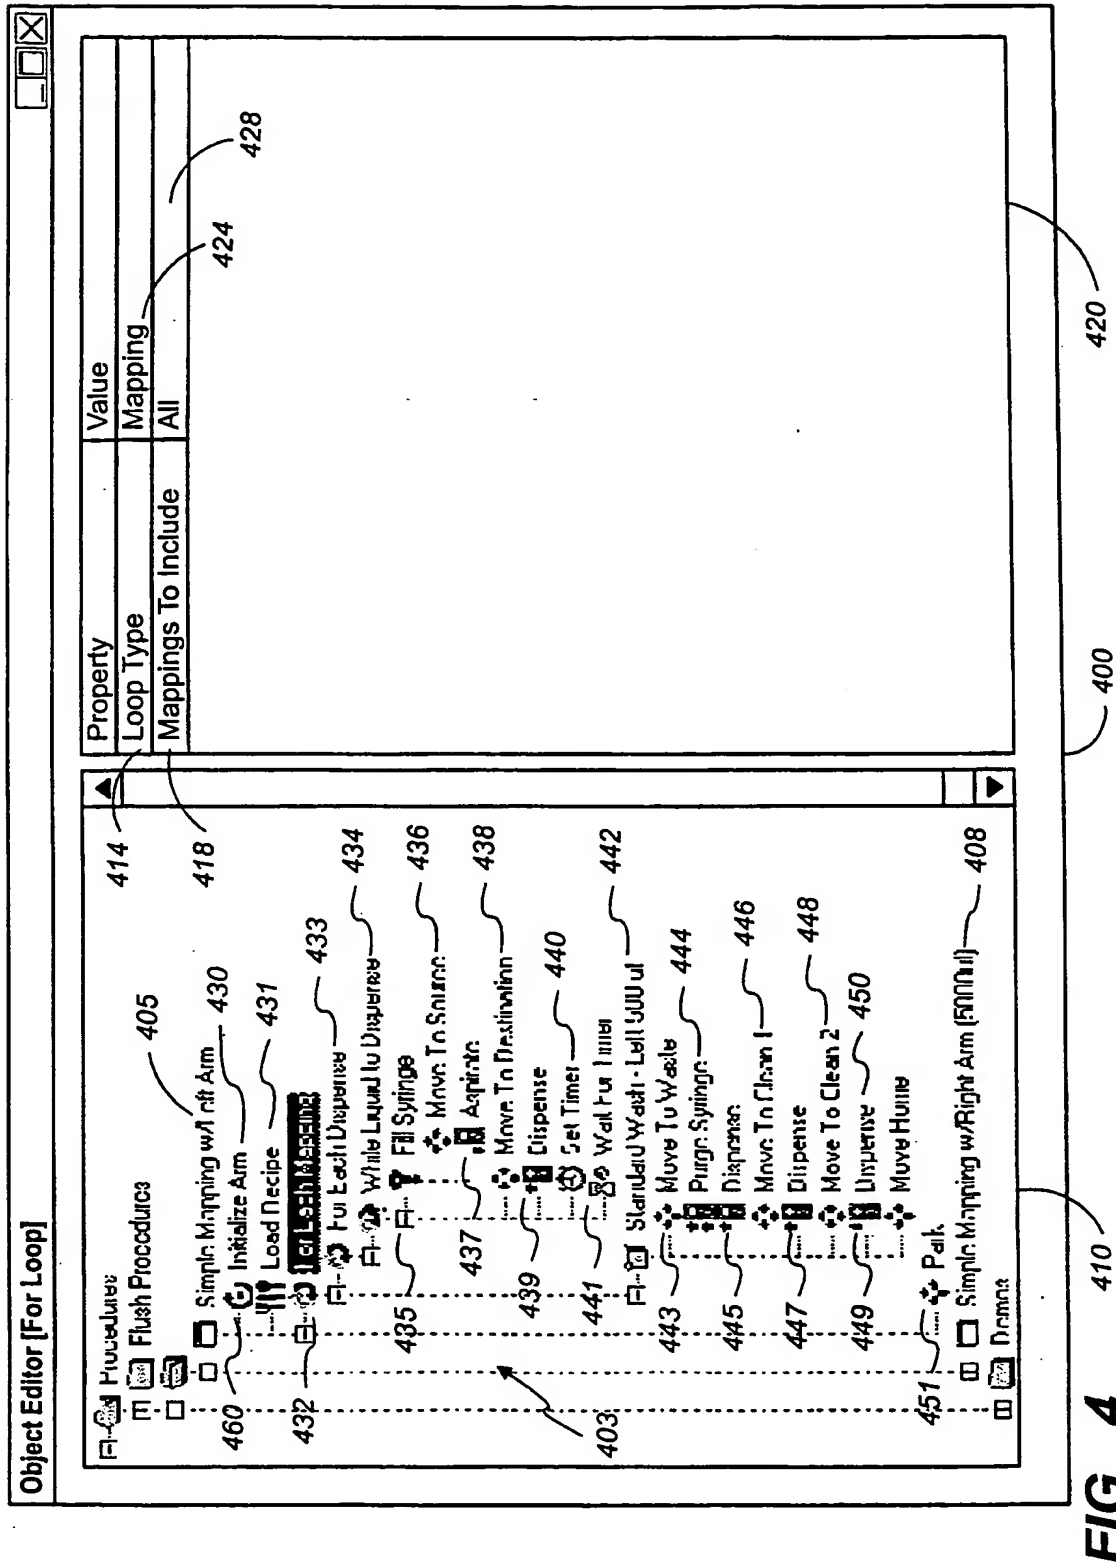 Object Editor [For Loop]
Procedures
Flush Procedures
Simple Mapping w/Left Arm
405
Initialize Arm
430
Load Recipe
431
460
432
For Each Mapping
433
For Each Dispense
434
While Liquid to Dispense
435
Fill Syringe
436
Move To Source
437
Aspirate
438
Move To Destination
439
Dispense
440
Set Timer
441
Wait For Timer
442
Standard Wash - Left 500 ul
443
Move To Waste
444
Purge Syringe
445
Dispense
446
Move To Clean 1
447
Dispense
448
Move To Clean 2
449
Dispense
450
Move Home
451
Park
Simple Mapping w/Right Arm (5000ul)
408
Demos
403
410
414
418
Property Value
Loop Type Mapping
Mappings To Include All
424
428
400
420
FIG_4